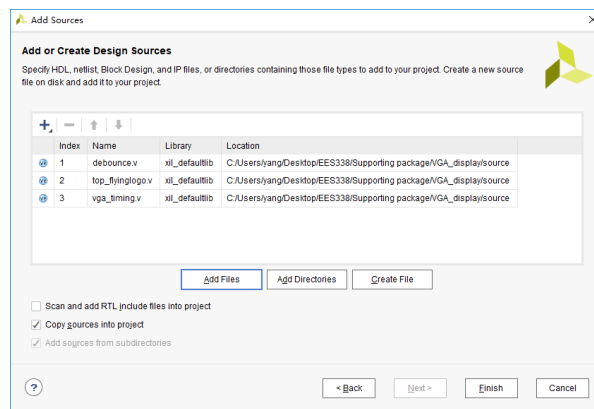 Add Sources
Add or Create Design Sources
Specify HDL, netlist, Block Design, and IP files, or directories containing those file types to add to your project. Create a new source
file on disk and add it to your project.
Index Name Library Location
1 debounce.v xil_defaultlib C:/Users/yang/Desktop/EES338/Supporting package/VGA_display/source
2 top_flyinglogo.v xil_defaultlib C:/Users/yang/Desktop/EES338/Supporting package/VGA_display/source
3 vga_timing.v xil_defaultlib C:/Users/yang/Desktop/EES338/Supporting package/VGA_display/source
Add Files Add Directories Create File
Scan and add RTL include files into project
Copy sources into project
Add sources from subdirectories
? < Back Next > Finish Cancel